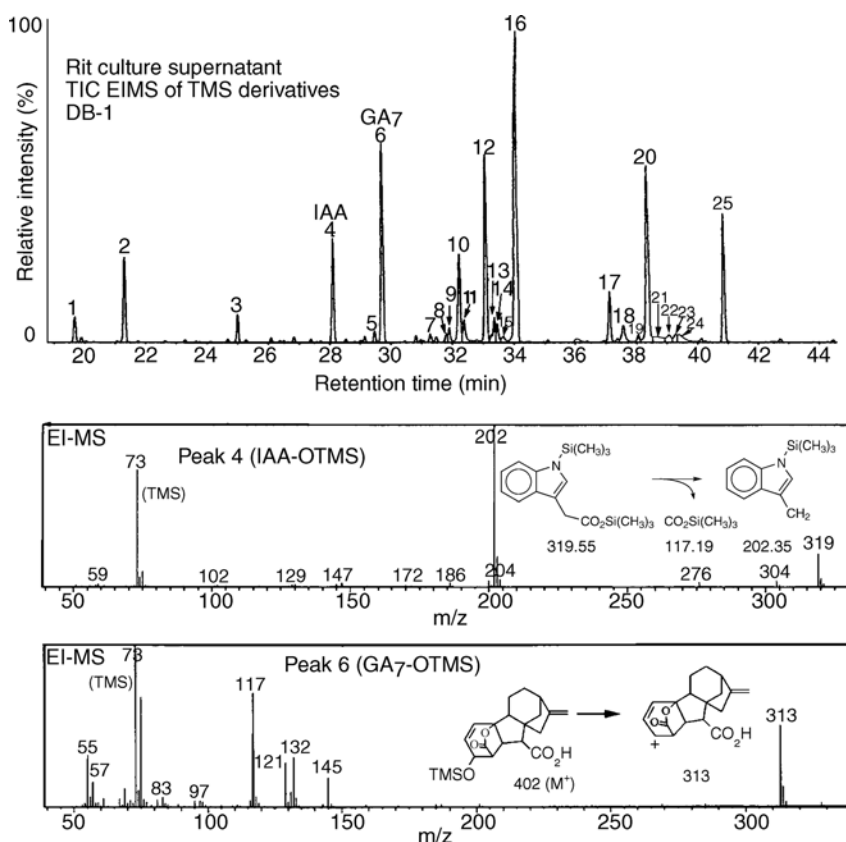 100
Rit culture supernatant
TIC EIMS of TMS derivatives
DB-1
Relative intensity (%)
0
1
2
3
IAA
4
5
GA7
6
7
8
9
10
11
12
1
1
13
14
5
16
17
18
19
20
21
22
23
24
25
20 22 24 26 28 30 32 34 36 38 40 42 44
Retention time (min)
EI-MS
Peak 4 (IAA-OTMS)
73
(TMS)
59
102
129
147
172
186
202
204
276
304
319
N Si(CH3)3
CO2Si(CH3)3
319.55
CO2Si(CH3)3
117.19
N Si(CH3)3
CH2
202.35
50 100 150 200 250 300
m/z
EI-MS
Peak 6 (GA7-OTMS)
73
(TMS)
55
57
83
97
117
121
132
145
313
O
O
TMSO
CO2H
402 (M+)
O
O
+
CO2H
313
50 100 150 200 250 300
m/z